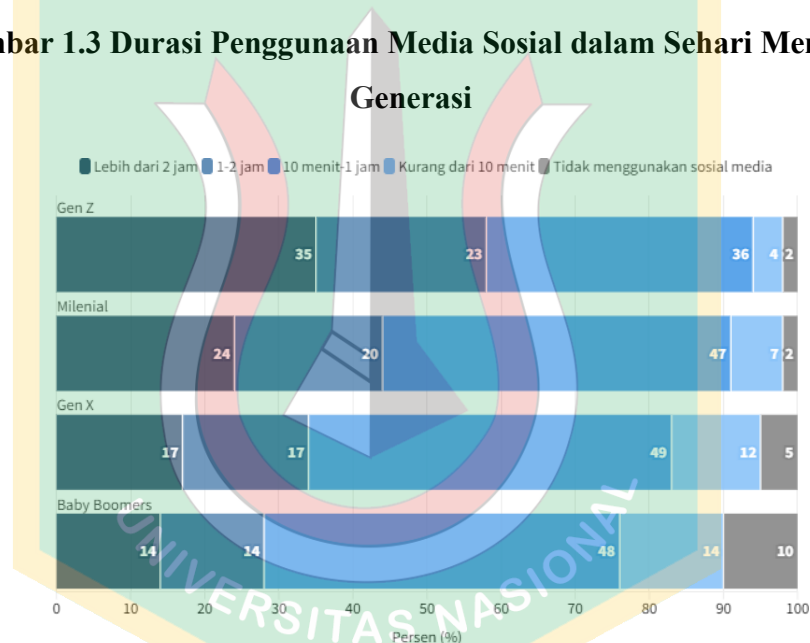 bar 1.3 Durasi Penggunaan Media Sosial dalam Sehari Men
Generasi
Lebih dari 2 jam 1-2 jam 10 menit-1 jam Kurang dari 10 menit Tidak menggunakan sosial media
Gen Z
35 23 36 4 2
Milenial
24 20 47 7 2
Gen X
17 17 49 12 5
Baby Boomers
14 14 48 14 10
0 10 20 30 40 50 60 70 80 90 100
Persen (%)
UNIVERSITAS NASIONAL